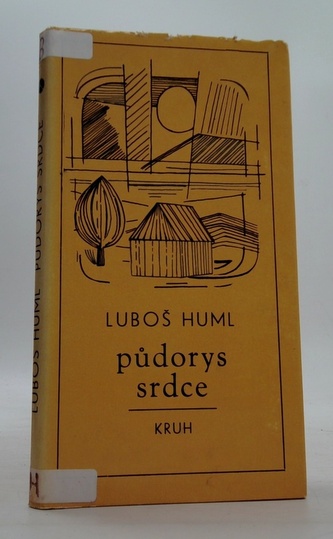 LUBOŠ HUML
půdorys
srdce
KRUH
LUBOŠ HUML PŮDORYS SRDCE
H